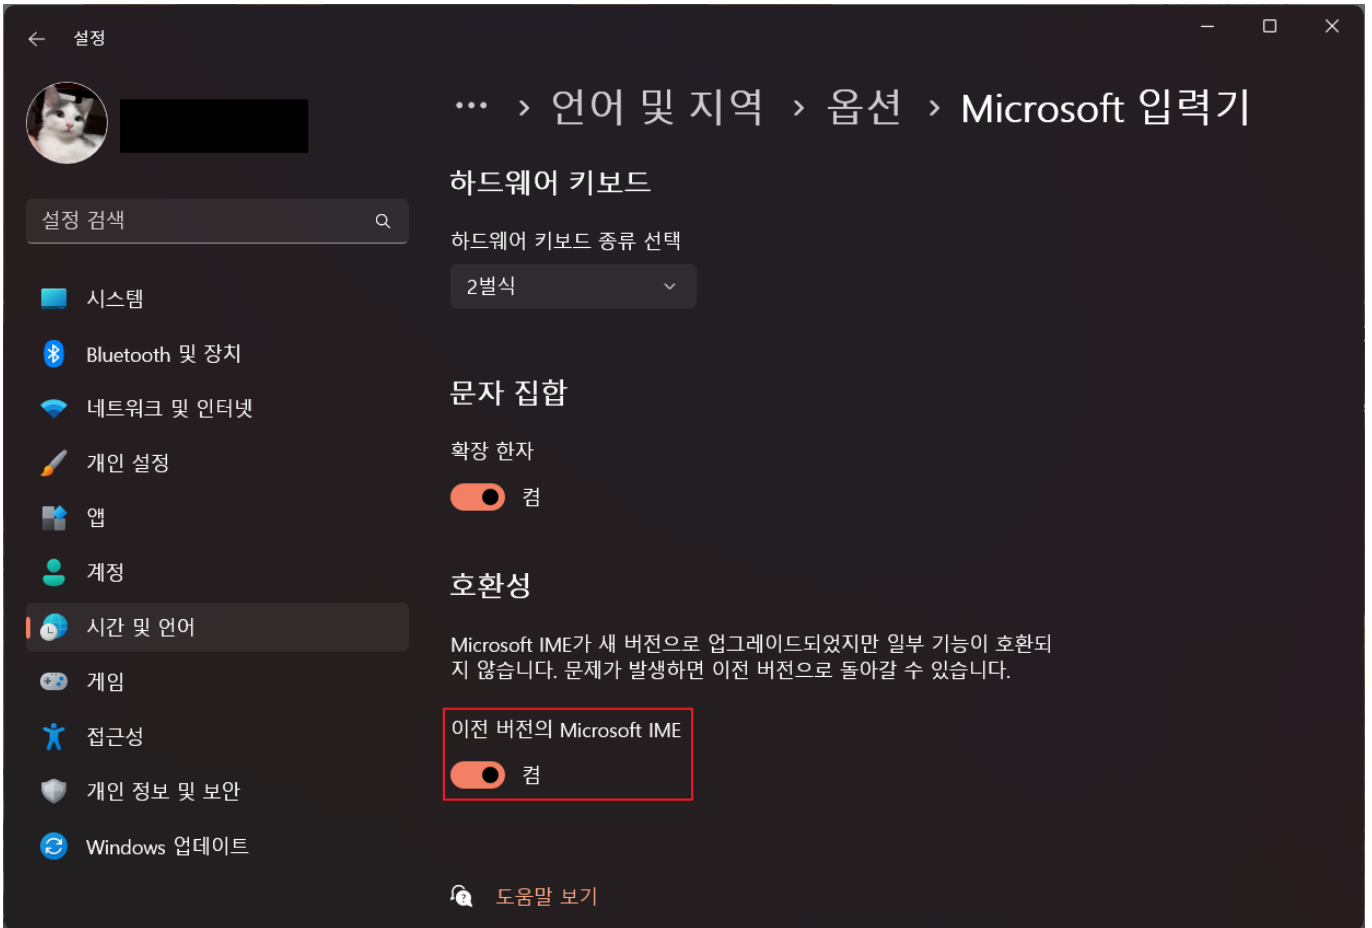 설정
설정 검색
시스템
Bluetooth 및 장치
네트워크 및 인터넷
개인 설정
앱
계정
시간 및 언어
게임
접근성
개인 정보 및 보안
Windows 업데이트
··· > 언어 및 지역 > 옵션 > Microsoft 입력기
하드웨어 키보드
하드웨어 키보드 종류 선택
2벌식
문자 집합
확장 한자
켬
호환성
Microsoft IME가 새 버전으로 업그레이드되었지만 일부 기능이 호환되
지 않습니다. 문제가 발생하면 이전 버전으로 돌아갈 수 있습니다.
이전 버전의 Microsoft IME
켬
도움말 보기